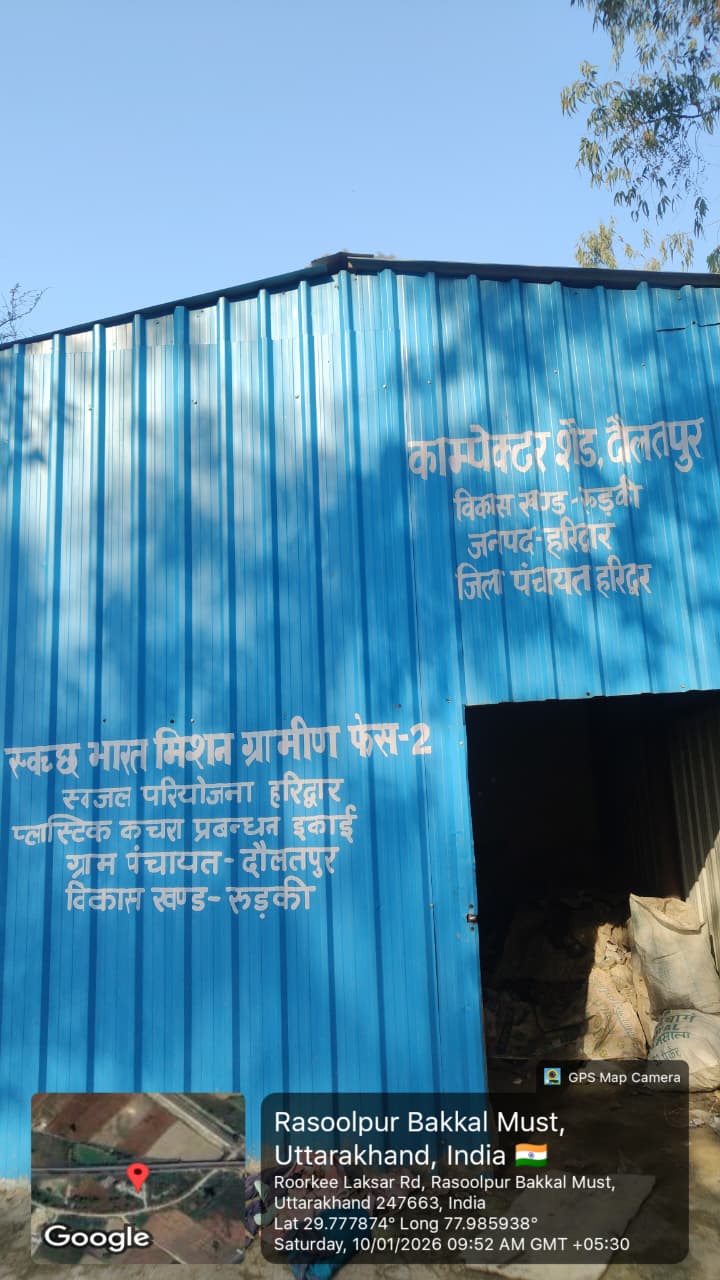 काम्पेक्टर शेड, दौलतपुर
विकास खण्ड-रुड़की
जनपद-हरिद्वार
जिला पंचायत हरिद्वार
स्वच्छ भारत मिशन ग्रामीण फेस-2
स्वजल परियोजना हरिद्वार
प्लास्टिक कचरा प्रबन्धन इकाई
ग्राम पंचायत-दौलतपुर
विकास खण्ड-रुड़की
GPS Map Camera
Rasoolpur Bakkal Must,
Uttarakhand, India
Roorkee Laksar Rd, Rasoolpur Bakkal Must,
Uttarakhand 247663, India
Lat 29.777874° Long 77.985938°
Saturday, 10/01/2026 09:52 AM GMT +05:30
Google